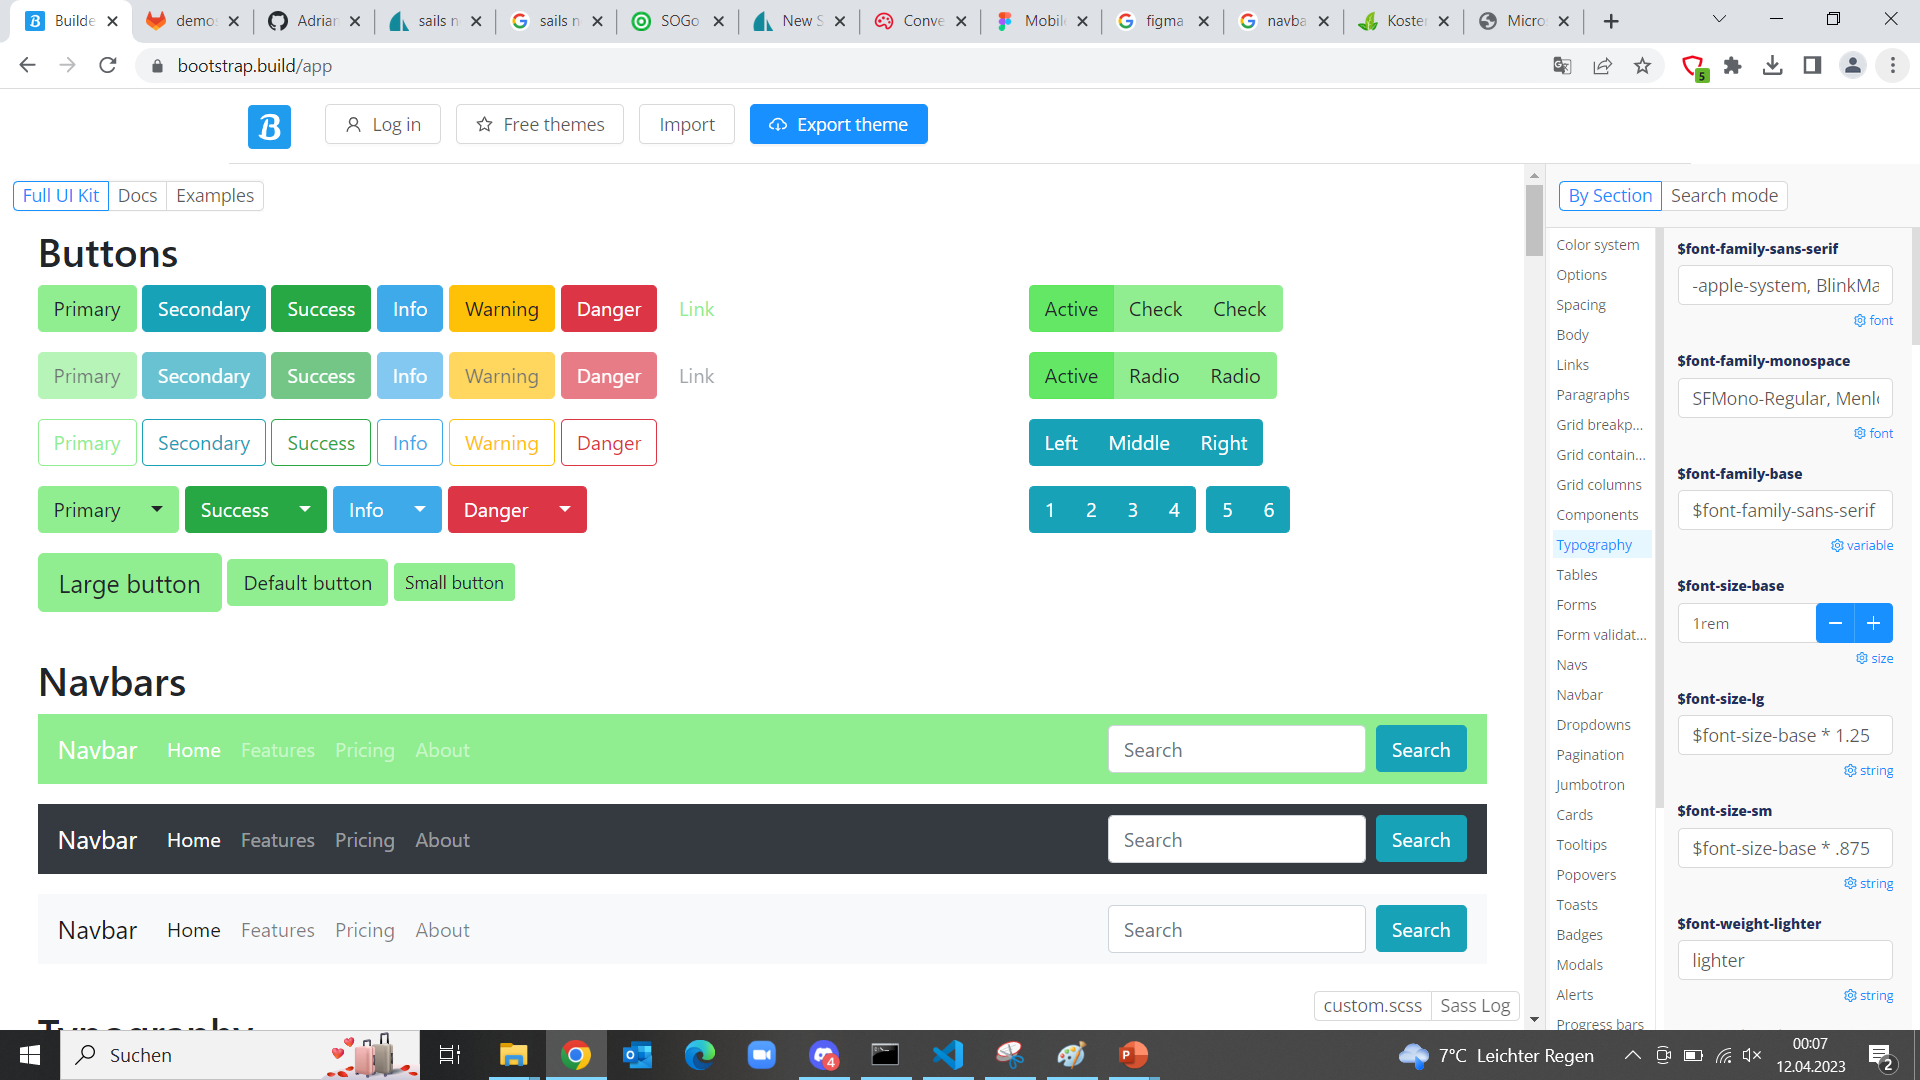 Builde
demo
Adrian
sails n
sails n
SOGo
New S
Conve
Mobile
figma
navba
Koster
Micro
bootstrap.build/app
5
B
Log in
Free themes
Import
Export theme
Full UI Kit
Docs
Examples
By Section
Search mode
Buttons
Primary
Secondary
Success
Info
Warning
Danger
Link
Active
Check
Check
Primary
Secondary
Success
Info
Warning
Danger
Link
Active
Radio
Radio
Primary
Secondary
Success
Info
Warning
Danger
Left
Middle
Right
Primary
Success
Info
Danger
1
2
3
4
5
6
Large button
Default button
Small button
Navbars
Navbar
Home
Features
Pricing
About
Search
Search
Navbar
Home
Features
Pricing
About
Search
Search
Navbar
Home
Features
Pricing
About
Search
Search
Typography
custom.scss
Sass Log
Color system
Options
Spacing
Body
Links
Paragraphs
Grid breakp...
Grid contain...
Grid columns
Components
Typography
Tables
Forms
Form validat...
Navs
Navbar
Dropdowns
Pagination
Jumbotron
Cards
Tooltips
Popovers
Toasts
Badges
Modals
Alerts
Progress bars
$font-family-sans-serif
-apple-system, BlinkMa
font
$font-family-monospace
SFMono-Regular, Menlo
font
$font-family-base
$font-family-sans-serif
variable
$font-size-base
1rem
size
$font-size-lg
$font-size-base * 1.25
string
$font-size-sm
$font-size-base * .875
string
$font-weight-lighter
lighter
string
Suchen
4
7°C Leichter Regen
00:07
12.04.2023
2